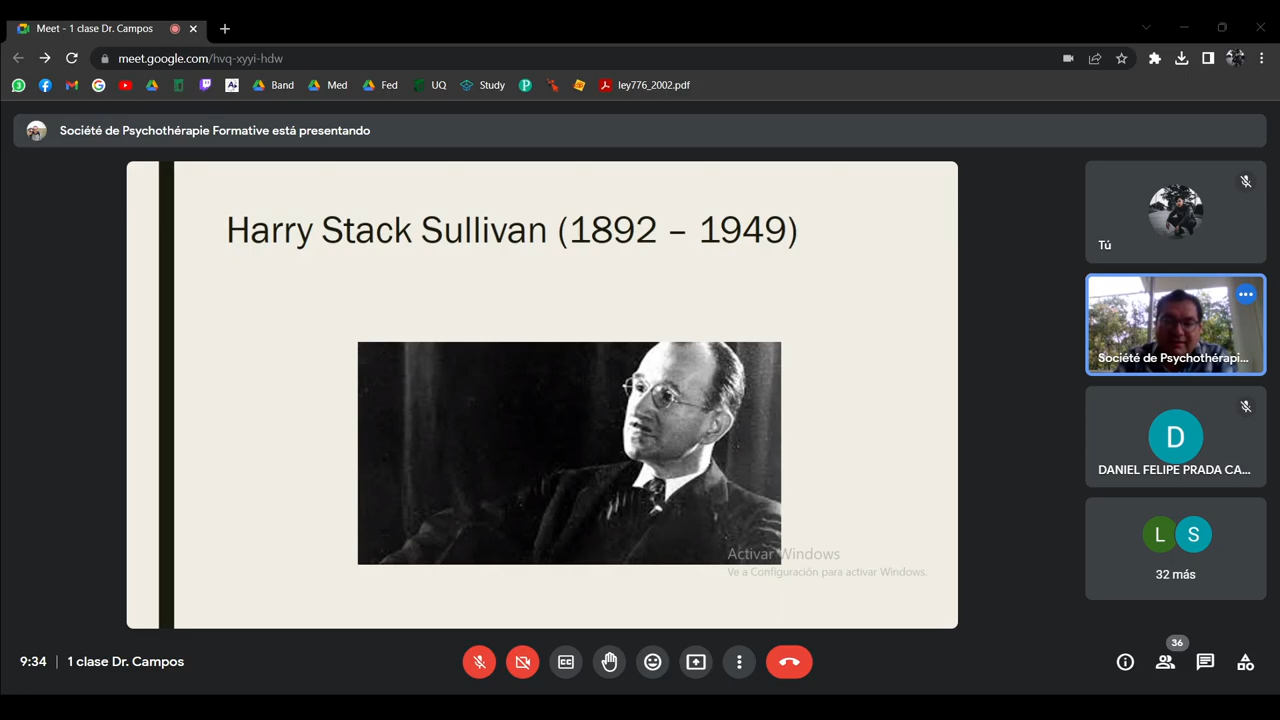 Meet - 1 clase Dr. Campos
meet.google.com/hvq-xyyi-hdw
Band
Med
Fed
UQ
Study
ley776_2002.pdf
Société de Psychothérapie Formative está presentando
Harry Stack Sullivan (1892 – 1949)
Activar Windows
Ve a Configuración para activar Windows.
Tú
Société de Psychothérapi...
D
DANIEL FELIPE PRADA CA...
L S
32 más
9:34 | 1 clase Dr. Campos
36